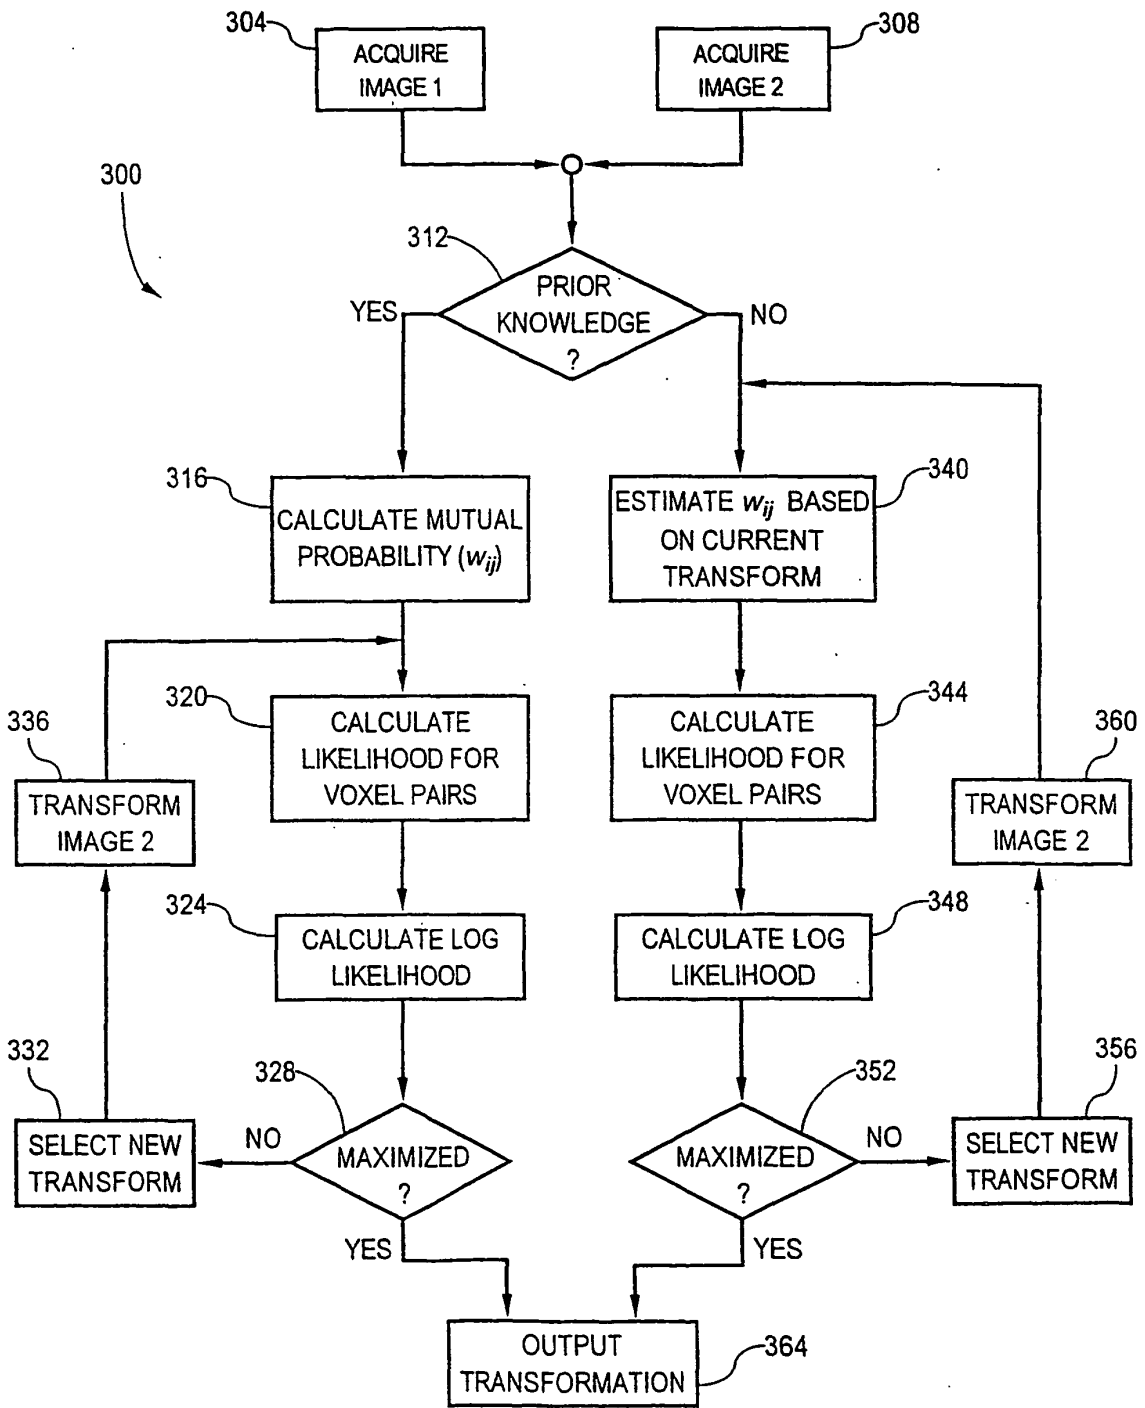 304
ACQUIRE
IMAGE 1
308
ACQUIRE
IMAGE 2
300
312
PRIOR
KNOWLEDGE
?
YES
NO
316
CALCULATE MUTUAL
PROBABILITY (wij)
340
ESTIMATE wij BASED
ON CURRENT
TRANSFORM
320
CALCULATE
LIKELIHOOD FOR
VOXEL PAIRS
344
CALCULATE
LIKELIHOOD FOR
VOXEL PAIRS
336
TRANSFORM
IMAGE 2
360
TRANSFORM
IMAGE 2
324
CALCULATE LOG
LIKELIHOOD
348
CALCULATE LOG
LIKELIHOOD
332
SELECT NEW
TRANSFORM
328
MAXIMIZED
?
NO
YES
352
MAXIMIZED
?
NO
YES
356
SELECT NEW
TRANSFORM
OUTPUT
TRANSFORMATION
364